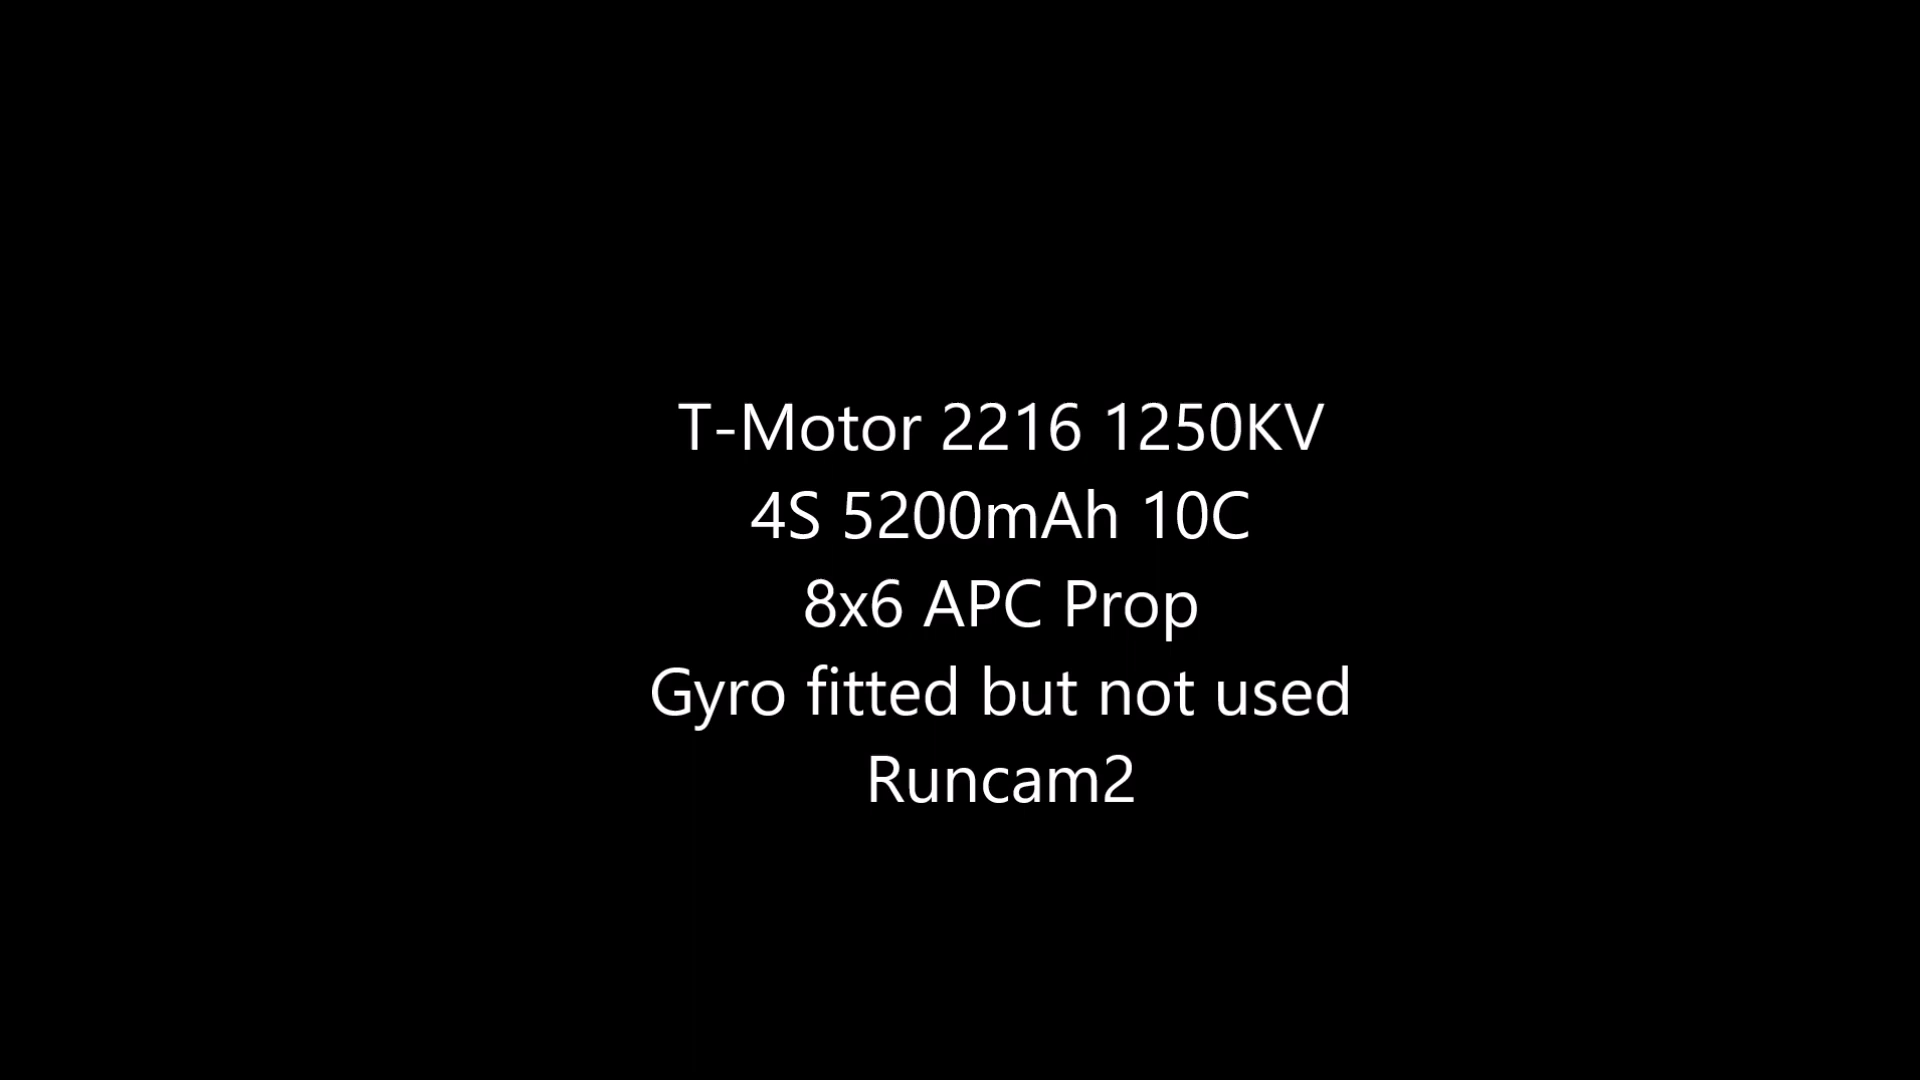 T-Motor 2216 1250KV
4S 5200mAh 10C
8x6 APC Prop
Gyro fitted but not used
Runcam2